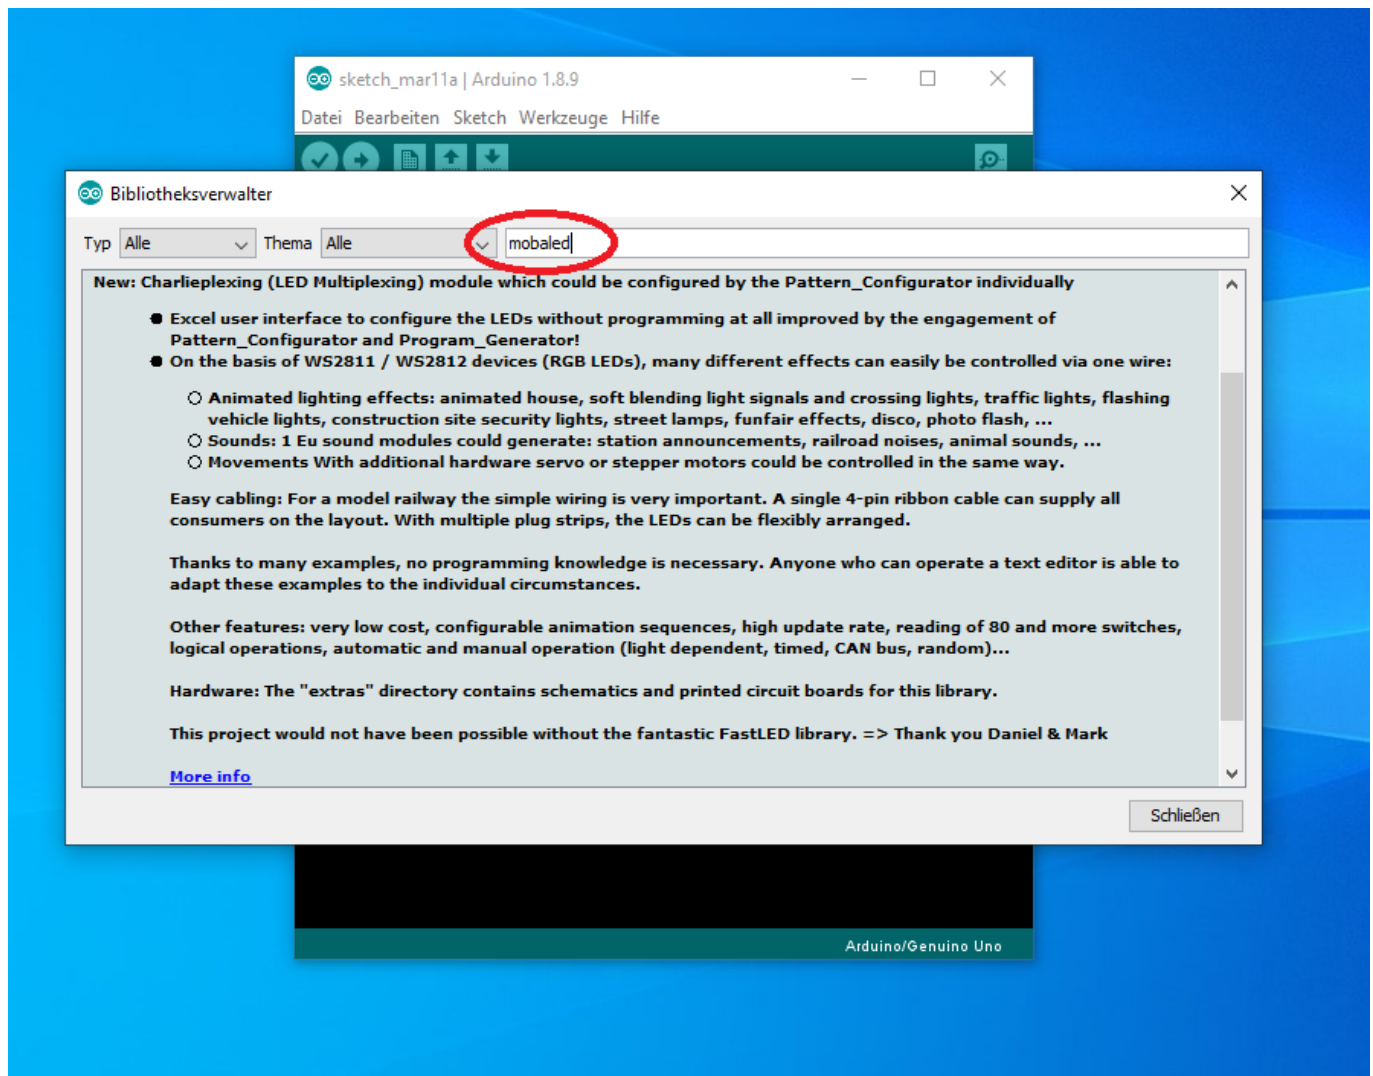 sketch_mar11a | Arduino 1.8.9
Datei Bearbeiten Sketch Werkzeuge Hilfe
Bibliotheksverwalter
Typ Alle Thema Alle mobaled
New: Charlieplexing (LED Multiplexing) module which could be configured by the Pattern_Configurator individually
Excel user interface to configure the LEDs without programming at all improved by the engagement of
Pattern_Configurator and Program_Generator!
On the basis of WS2811 / WS2812 devices (RGB LEDs), many different effects can easily be controlled via one wire:
Animated lighting effects: animated house, soft blending light signals and crossing lights, traffic lights, flashing
vehicle lights, construction site security lights, street lamps, funfair effects, disco, photo flash, ...
Sounds: 1 Eu sound modules could generate: station announcements, railroad noises, animal sounds, ...
Movements With additional hardware servo or stepper motors could be controlled in the same way.
Easy cabling: For a model railway the simple wiring is very important. A single 4-pin ribbon cable can supply all
consumers on the layout. With multiple plug strips, the LEDs can be flexibly arranged.
Thanks to many examples, no programming knowledge is necessary. Anyone who can operate a text editor is able to
adapt these examples to the individual circumstances.
Other features: very low cost, configurable animation sequences, high update rate, reading of 80 and more switches,
logical operations, automatic and manual operation (light dependent, timed, CAN bus, random)...
Hardware: The "extras" directory contains schematics and printed circuit boards for this library.
This project would not have been possible without the fantastic FastLED library. => Thank you Daniel & Mark
More info
Schließen
Arduino/Genuino Uno